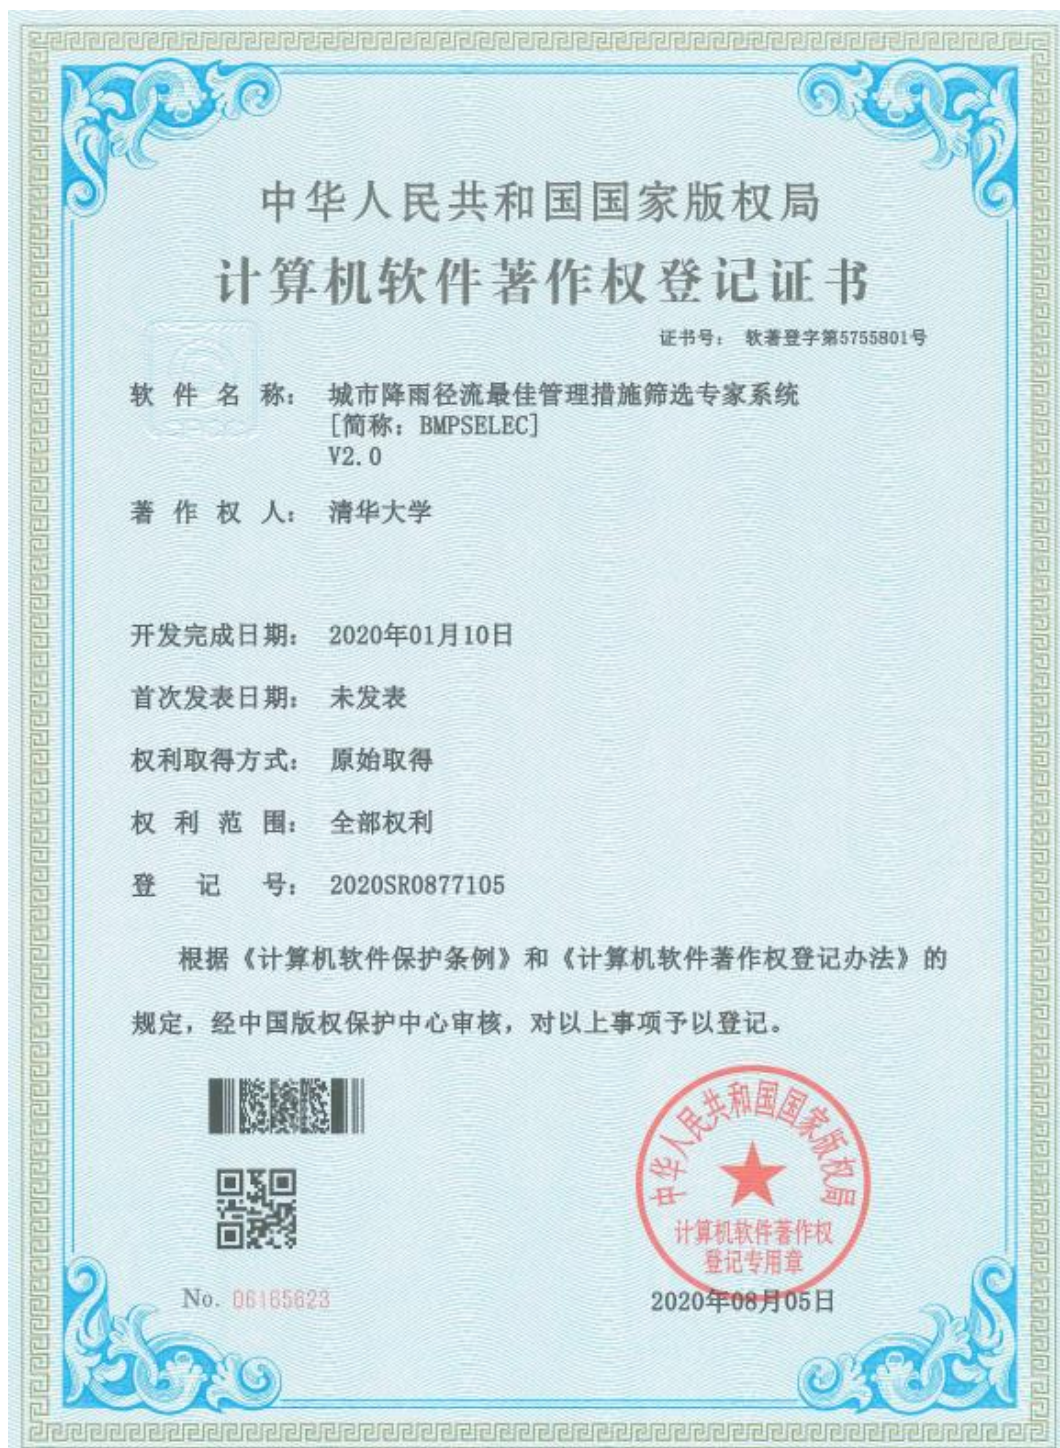 中华人民共和国国家版权局
计算机软件著作权登记证书
证书号: 软著登字第5755801号
软件名称: 城市降雨径流最佳管理措施筛选专家系统
[简称: BMPSELEC]
V2.0
著作权人: 清华大学
开发完成日期: 2020年01月10日
首次发表日期: 未发表
权利取得方式: 原始取得
权利范围: 全部权利
登记号: 2020SR0877105
根据《计算机软件保护条例》和《计算机软件著作权登记办法》的
规定，经中国版权保护中心审核，对以上事项予以登记。
中华人民共和国国家版权局
计算机软件著作权
登记专用章
No. 06165623
2020年08月05日